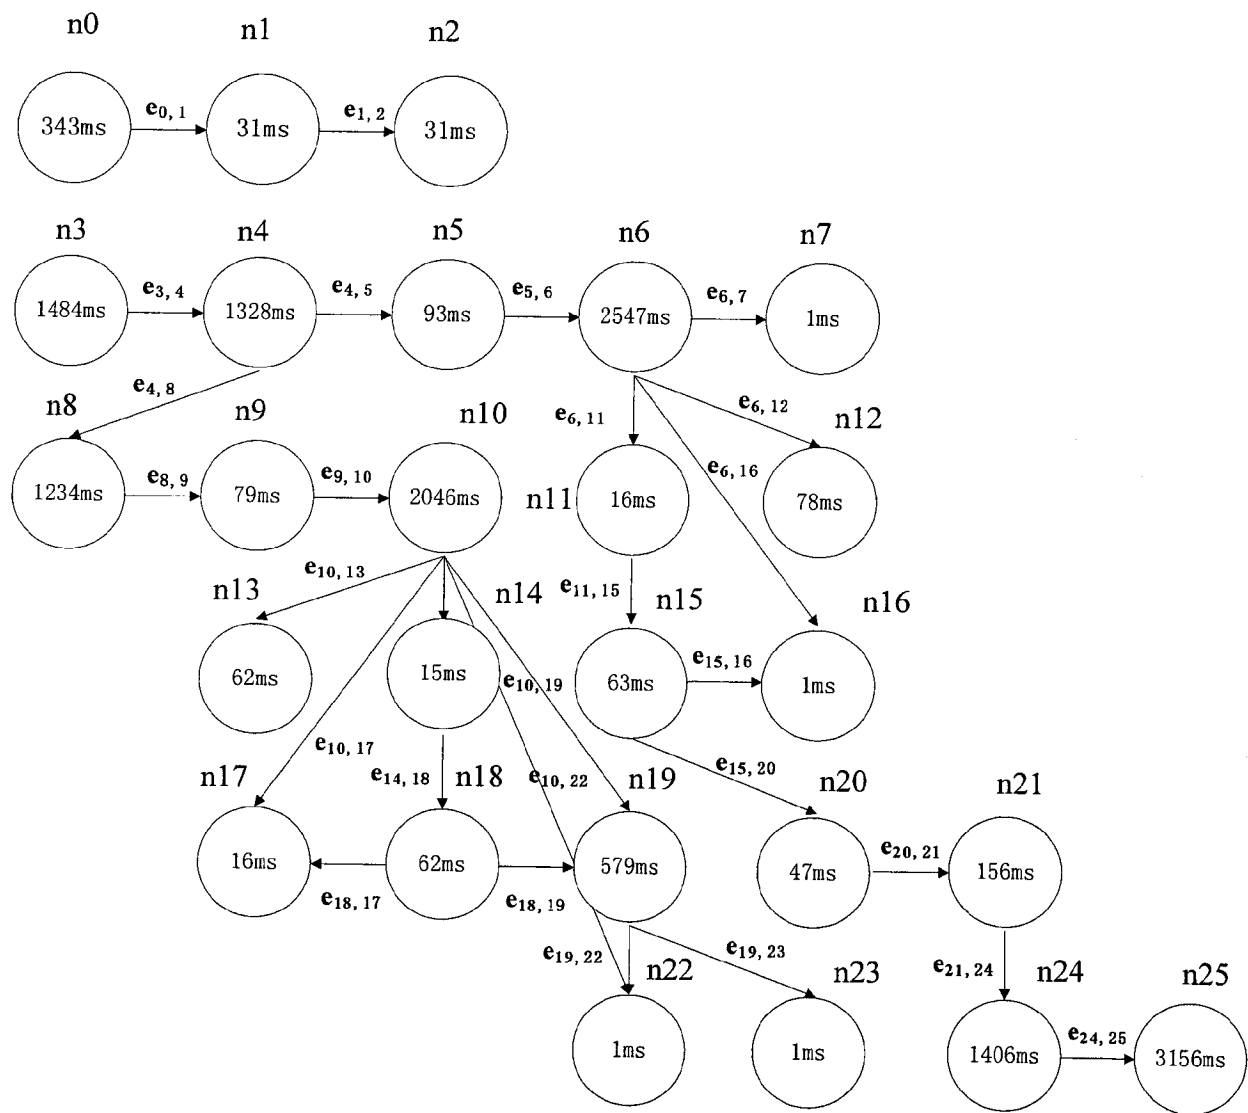 n0 n1 n2
343ms e0, 1 31ms e1, 2 31ms
n3 n4 n5 n6 n7
1484ms e3, 4 1328ms e4, 5 93ms e5, 6 2547ms e6, 7 1ms
e4, 8
n8 n9 n10 e6, 11 e6, 12 n12
1234ms e8, 9 79ms e9, 10 2046ms n11 16ms e6, 16 78ms
n13 e10, 13 n14 e11, 15 n15 n16
62ms 15ms e10, 19 63ms e15, 16 1ms
n17 e10, 17 e14, 18 n18 e10, 22 n19 e15, 20 n20 n21
16ms e18, 17 62ms e18, 19 579ms 47ms e20, 21 156ms
e19, 22 n22 e19, 23 n23 e21, 24 n24 n25
1ms 1ms 1406ms e24, 25 3156ms